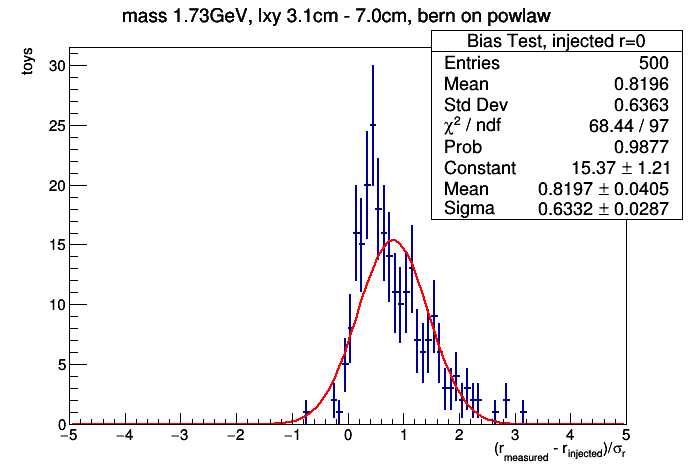 mass 1.73GeV, lxy 3.1cm - 7.0cm, bern on powlaw
Bias Test, injected r=0
Entries 500
Mean 0.8196
Std Dev 0.6363
χ² / ndf 68.44 / 97
Prob 0.9877
Constant 15.37 ± 1.21
Mean 0.8197 ± 0.0405
Sigma 0.6332 ± 0.0287
toys
30
25
20
15
10
5
0
−5 −4 −3 −2 −1 0 1 2 3 4 5
(r_measured - r_injected)/σ_r